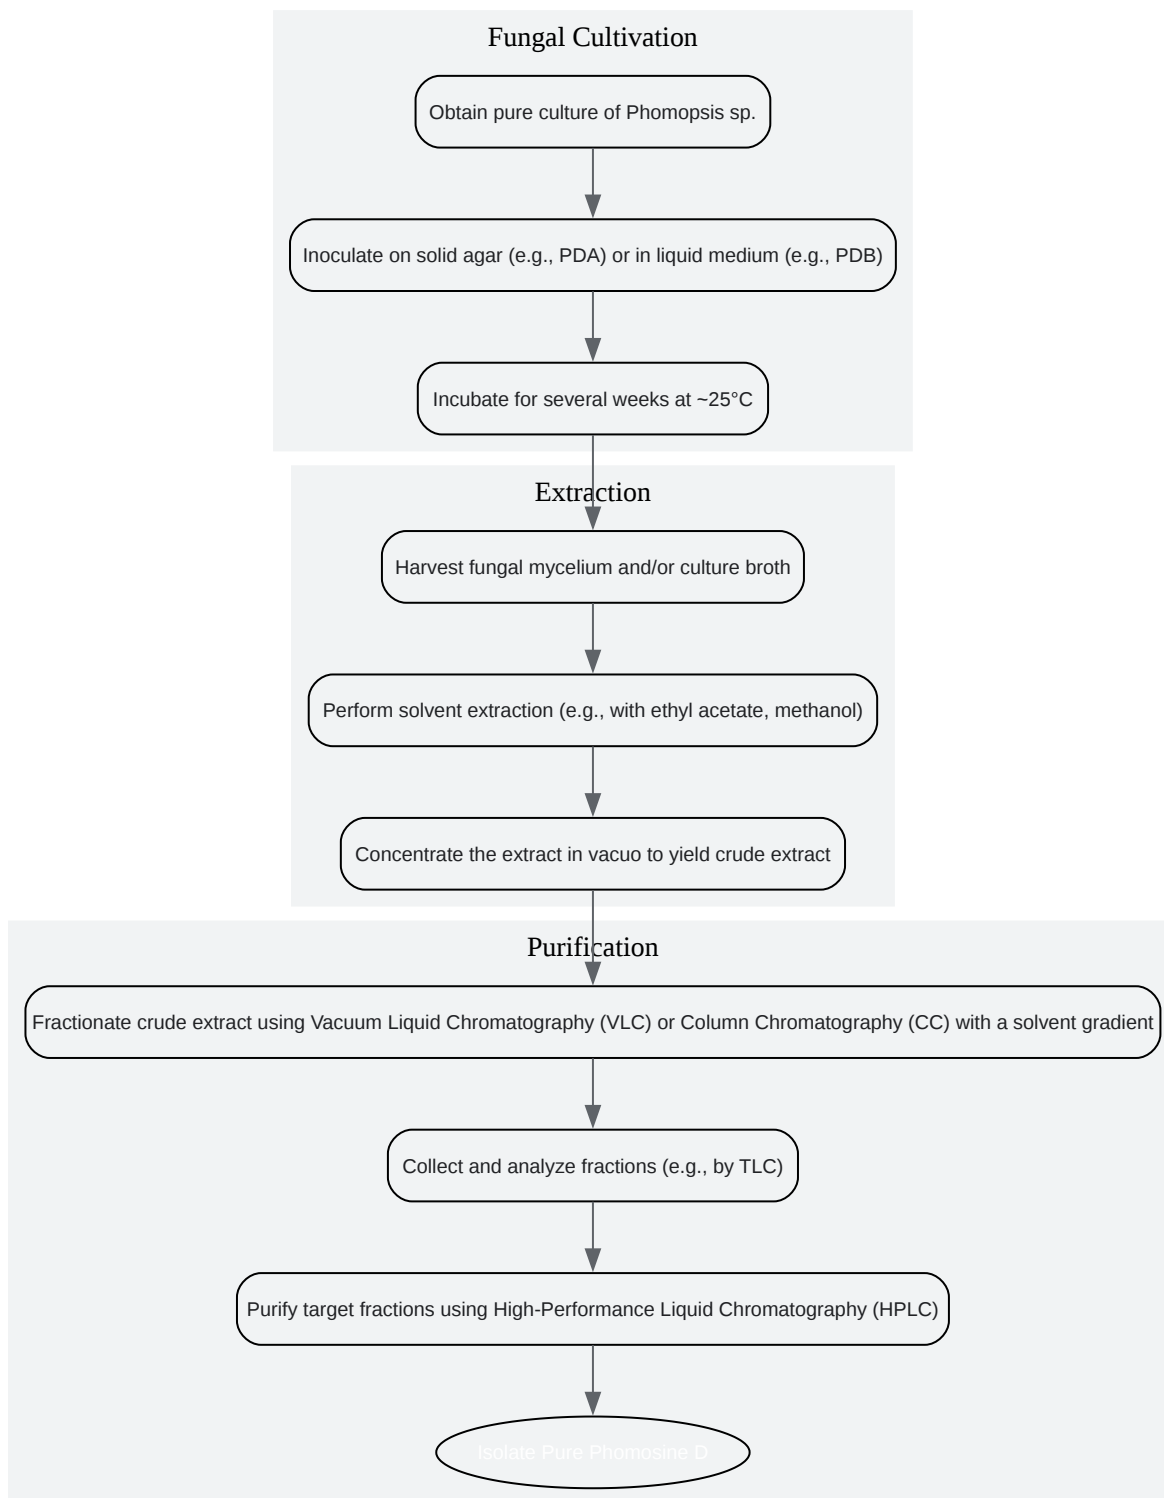 Fungal Cultivation
Obtain pure culture of Phomopsis sp.
Inoculate on solid agar (e.g., PDA) or in liquid medium (e.g., PDB)
Incubate for several weeks at ~25°C
Extraction
Harvest fungal mycelium and/or culture broth
Perform solvent extraction (e.g., with ethyl acetate, methanol)
Concentrate the extract in vacuo to yield crude extract
Purification
Fractionate crude extract using Vacuum Liquid Chromatography (VLC) or Column Chromatography (CC) with a solvent gradient
Collect and analyze fractions (e.g., by TLC)
Purify target fractions using High-Performance Liquid Chromatography (HPLC)
Isolate Pure Phomosine D